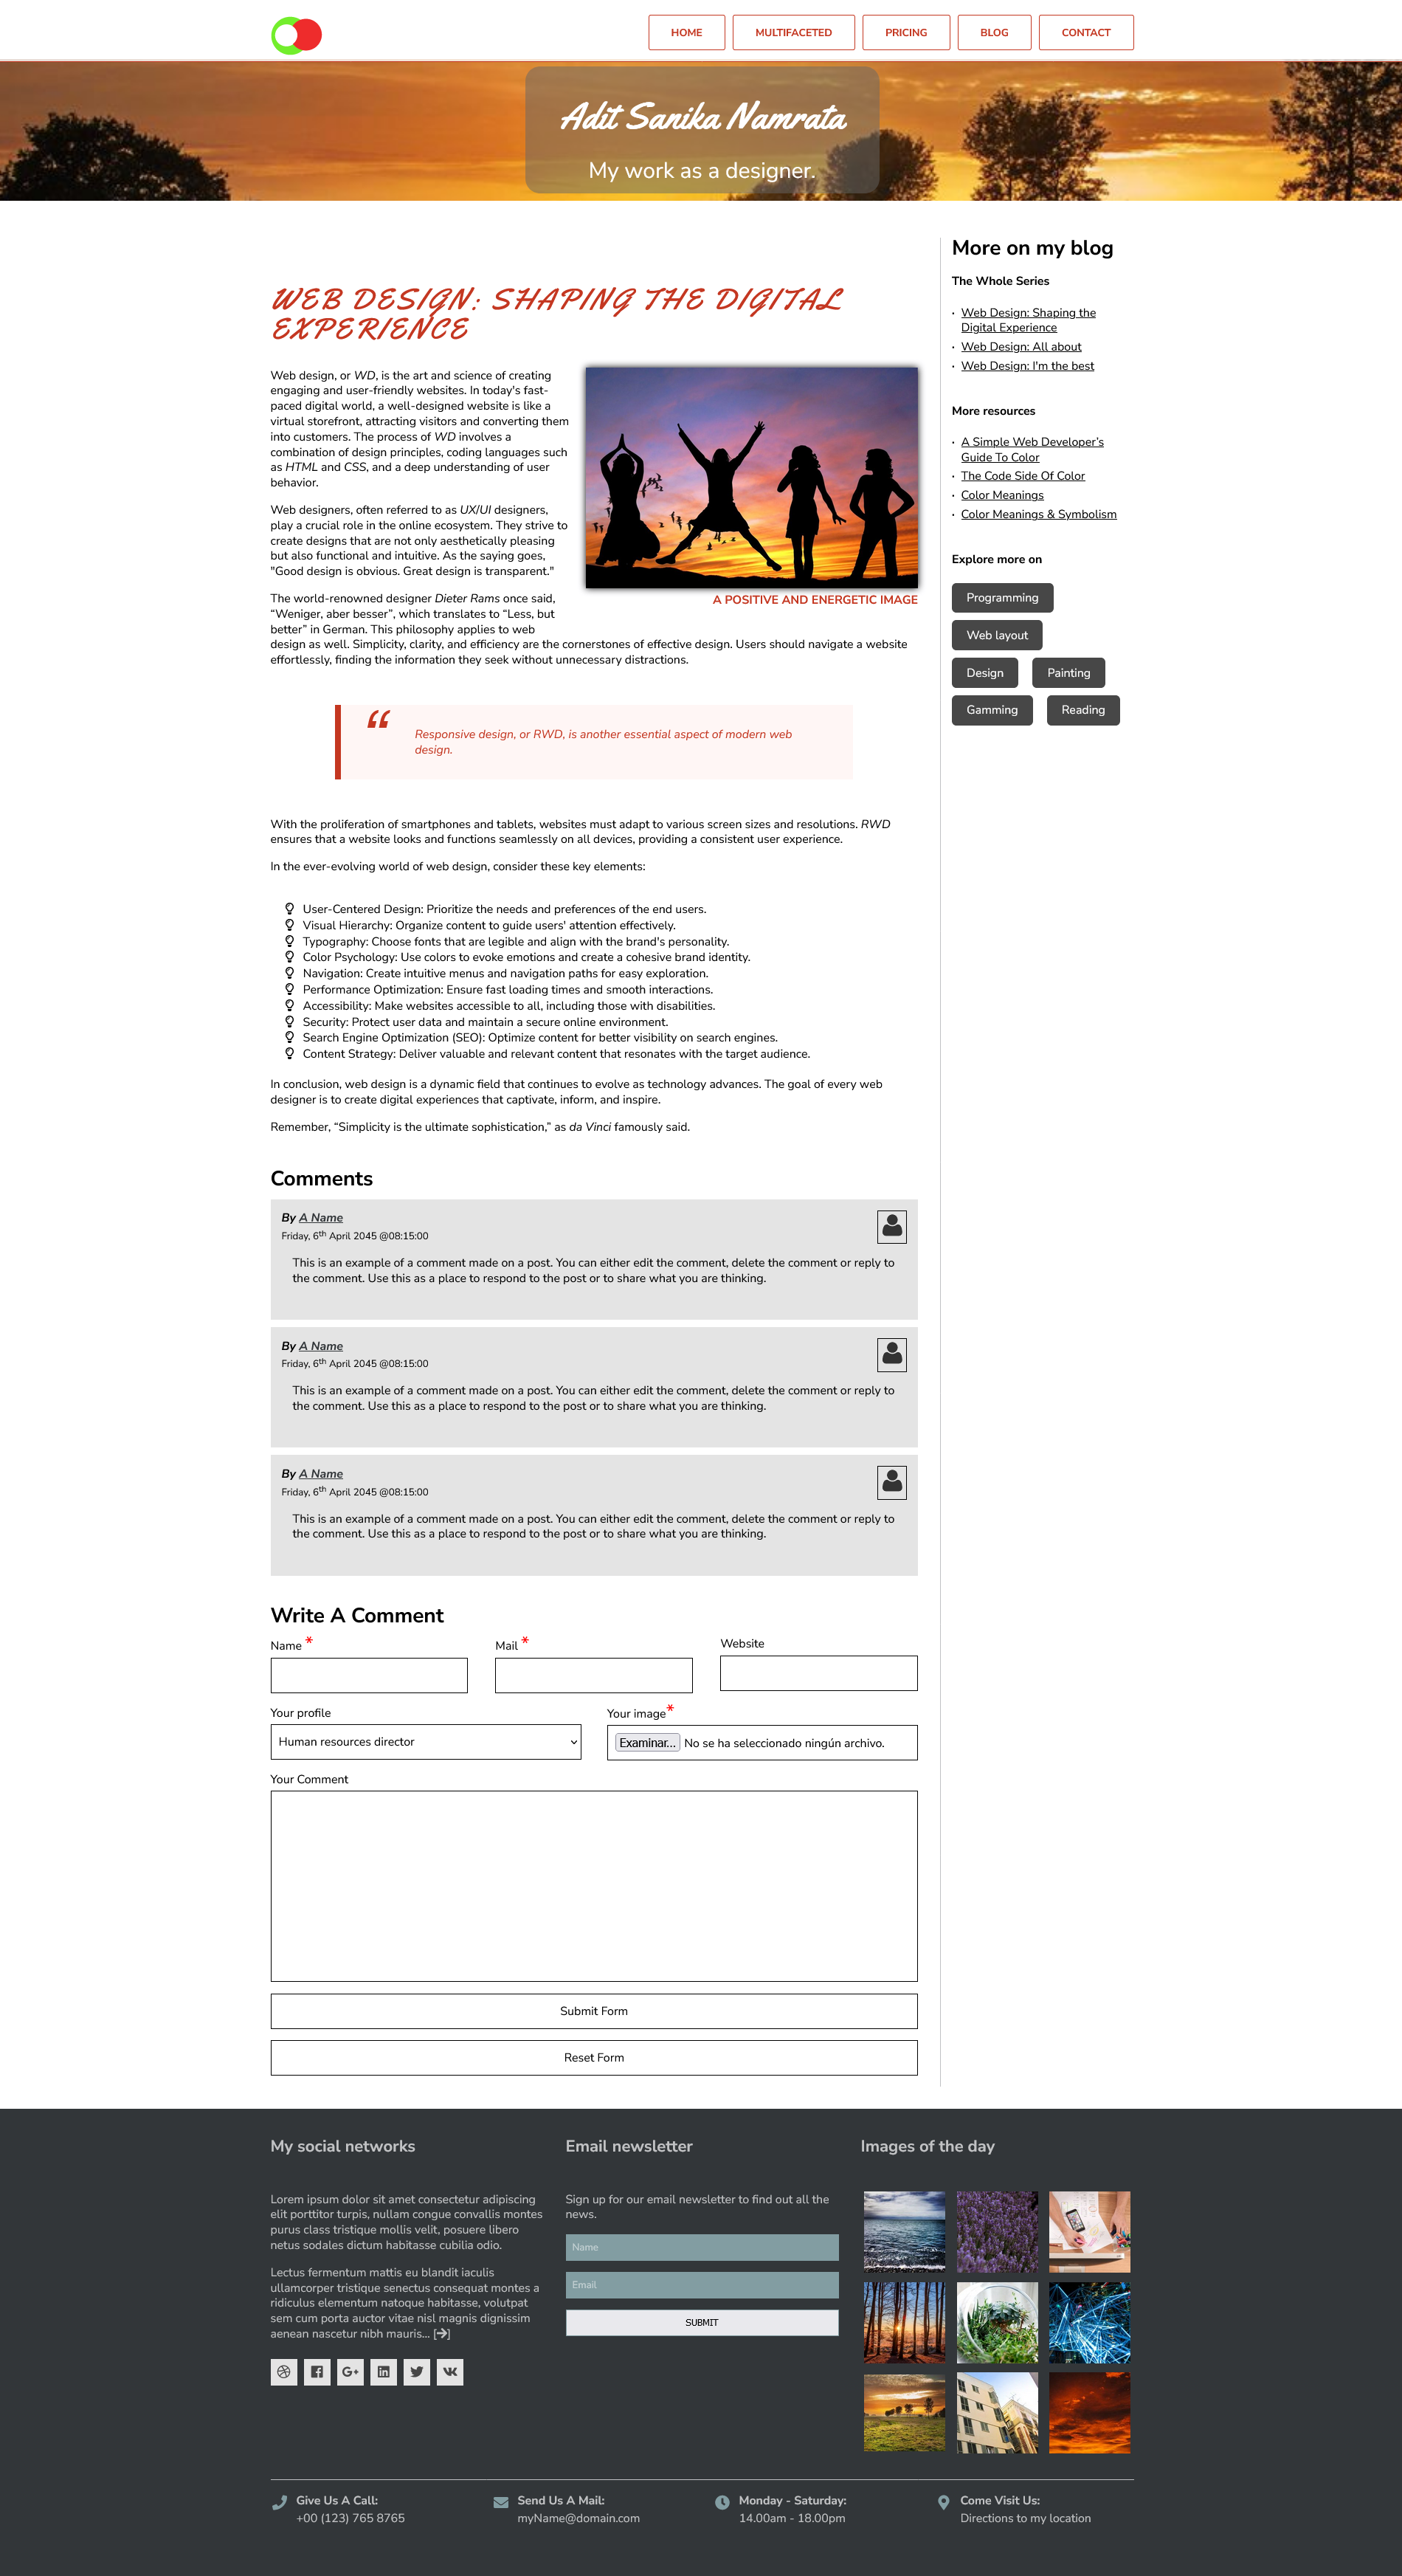 HOME
MULTIFACETED
PRICING
BLOG
CONTACT
Adit Sanika Namrata
My work as a designer.
WEB DESIGN: SHAPING THE DIGITAL
EXPERIENCE
Web design, or WD, is the art and science of creating
engaging and user-friendly websites. In today's fast-
paced digital world, a well-designed website is like a
virtual storefront, attracting visitors and converting them
into customers. The process of WD involves a
combination of design principles, coding languages such
as HTML and CSS, and a deep understanding of user
behavior.
Web designers, often referred to as UX/UI designers,
play a crucial role in the online ecosystem. They strive to
create designs that are not only aesthetically pleasing
but also functional and intuitive. As the saying goes,
"Good design is obvious. Great design is transparent."
The world-renowned designer Dieter Rams once said,
“Weniger, aber besser”, which translates to “Less, but
better” in German. This philosophy applies to web
design as well. Simplicity, clarity, and efficiency are the cornerstones of effective design. Users should navigate a website
effortlessly, finding the information they seek without unnecessary distractions.
A POSITIVE AND ENERGETIC IMAGE
“
Responsive design, or RWD, is another essential aspect of modern web
design.
With the proliferation of smartphones and tablets, websites must adapt to various screen sizes and resolutions. RWD
ensures that a website looks and functions seamlessly on all devices, providing a consistent user experience.
In the ever-evolving world of web design, consider these key elements:
User-Centered Design: Prioritize the needs and preferences of the end users.
Visual Hierarchy: Organize content to guide users' attention effectively.
Typography: Choose fonts that are legible and align with the brand's personality.
Color Psychology: Use colors to evoke emotions and create a cohesive brand identity.
Navigation: Create intuitive menus and navigation paths for easy exploration.
Performance Optimization: Ensure fast loading times and smooth interactions.
Accessibility: Make websites accessible to all, including those with disabilities.
Security: Protect user data and maintain a secure online environment.
Search Engine Optimization (SEO): Optimize content for better visibility on search engines.
Content Strategy: Deliver valuable and relevant content that resonates with the target audience.
In conclusion, web design is a dynamic field that continues to evolve as technology advances. The goal of every web
designer is to create digital experiences that captivate, inform, and inspire.
Remember, “Simplicity is the ultimate sophistication,” as da Vinci famously said.
Comments
By A Name
Friday, 6th April 2045 @08:15:00
This is an example of a comment made on a post. You can either edit the comment, delete the comment or reply to
the comment. Use this as a place to respond to the post or to share what you are thinking.
By A Name
Friday, 6th April 2045 @08:15:00
This is an example of a comment made on a post. You can either edit the comment, delete the comment or reply to
the comment. Use this as a place to respond to the post or to share what you are thinking.
By A Name
Friday, 6th April 2045 @08:15:00
This is an example of a comment made on a post. You can either edit the comment, delete the comment or reply to
the comment. Use this as a place to respond to the post or to share what you are thinking.
Write A Comment
Name *
Mail *
Website
Your profile
Human resources director
Your image*
Examinar... No se ha seleccionado ningún archivo.
Your Comment
Submit Form
Reset Form
More on my blog
The Whole Series
· Web Design: Shaping the
Digital Experience
· Web Design: All about
· Web Design: I'm the best
More resources
· A Simple Web Developer’s
Guide To Color
· The Code Side Of Color
· Color Meanings
· Color Meanings & Symbolism
Explore more on
Programming
Web layout
Design
Painting
Gamming
Reading
My social networks
Lorem ipsum dolor sit amet consectetur adipiscing
elit porttitor turpis, nullam congue convallis montes
purus class tristique mollis velit, posuere libero
netus sodales dictum habitasse cubilia odio.
Lectus fermentum mattis eu blandit iaculis
ullamcorper tristique senectus consequat montes a
ridiculus elementum natoque habitasse, volutpat
sem cum porta auctor vitae nisl magnis dignissim
aenean nascetur nibh mauris... [➔]
Email newsletter
Sign up for our email newsletter to find out all the
news.
Name
Email
SUBMIT
Images of the day
Give Us A Call:
+00 (123) 765 8765
Send Us A Mail:
myName@domain.com
Monday - Saturday:
14.00am - 18.00pm
Come Visit Us:
Directions to my location